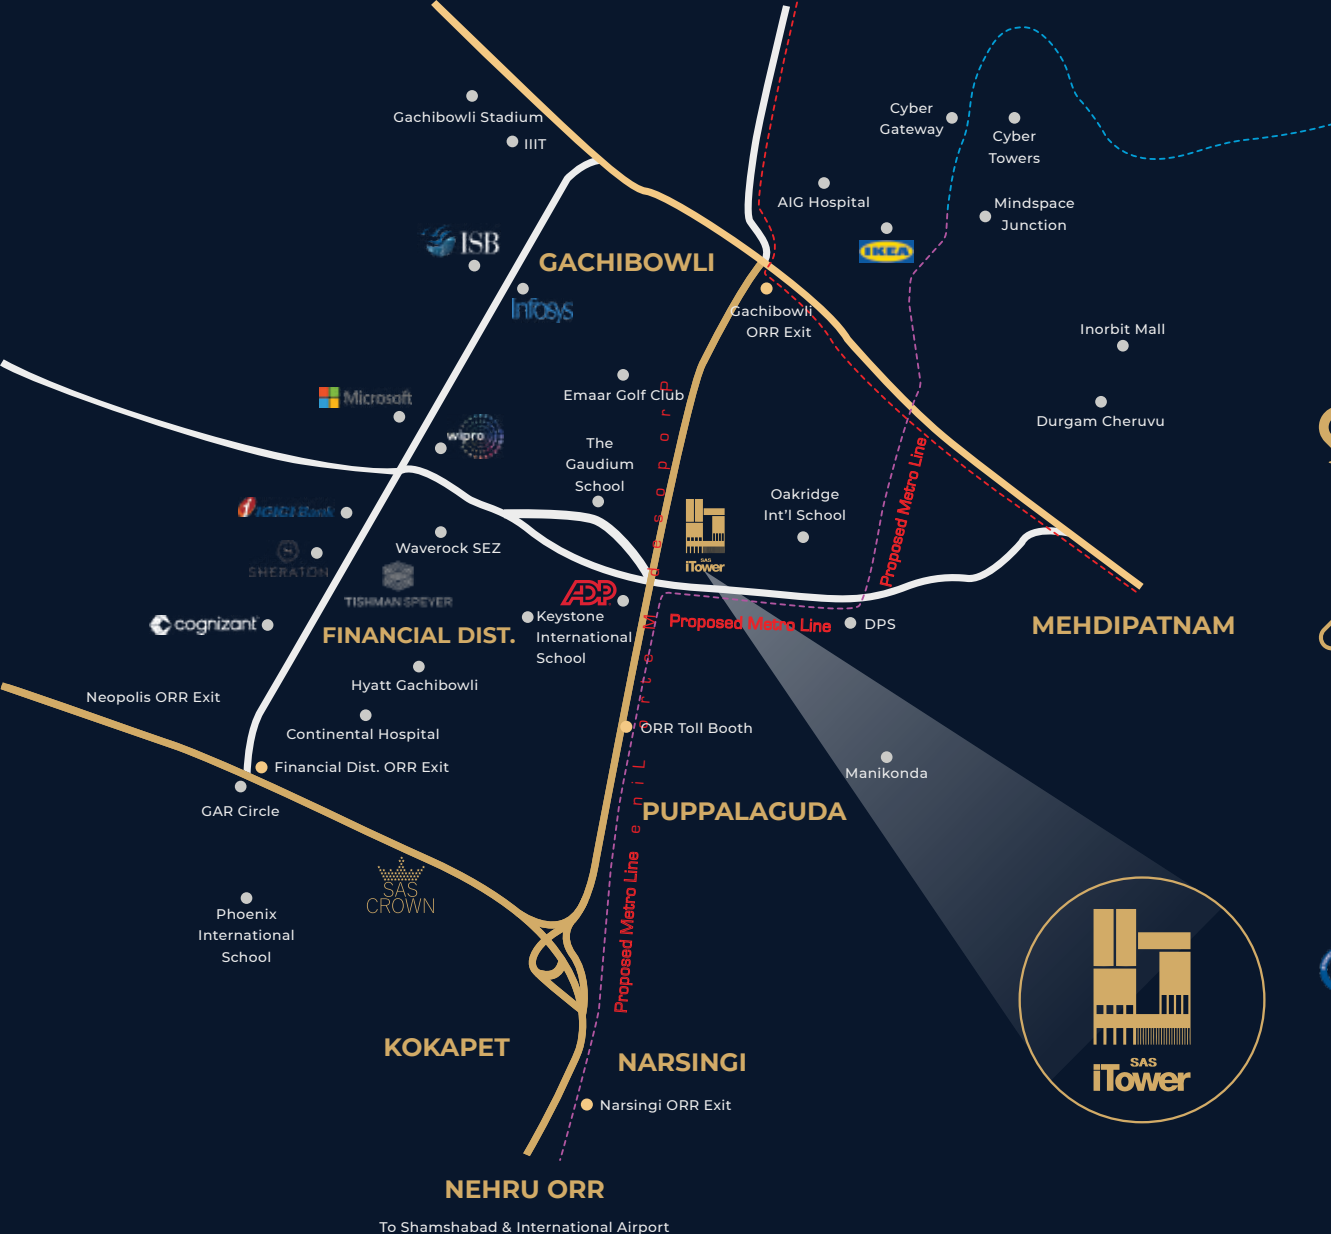 Gachibowli Stadium
IIIT
Cyber
Gateway
Cyber
Towers
AIG Hospital
Mindspace
Junction
IKEA
ISB
GACHIBOWLI
Infosys
Gachibowli
ORR Exit
Inorbit Mall
Microsoft
Emaar Golf Club
Durgam Cheruvu
wipro
The
Gaudium
School
Oakridge
Int'l School
Proposed Metro Line
ICICI Bank
Waverock SEZ
SHERATON
SAS
iTower
TISHMAN SPEYER
ADP
cognizant
FINANCIAL DIST.
Keystone
International
School
Proposed Metro Line
DPS
MEHDIPATNAM
Hyatt Gachibowli
Neopolis ORR Exit
Continental Hospital
ORR Toll Booth
Financial Dist. ORR Exit
Manikonda
GAR Circle
PUPPALAGUDA
Proposed Metro Line
Proposed Metro Line
SAS
CROWN
Phoenix
International
School
KOKAPET
NARSINGI
SAS
iTower
Narsingi ORR Exit
NEHRU ORR
To Shamshabad & International Airport